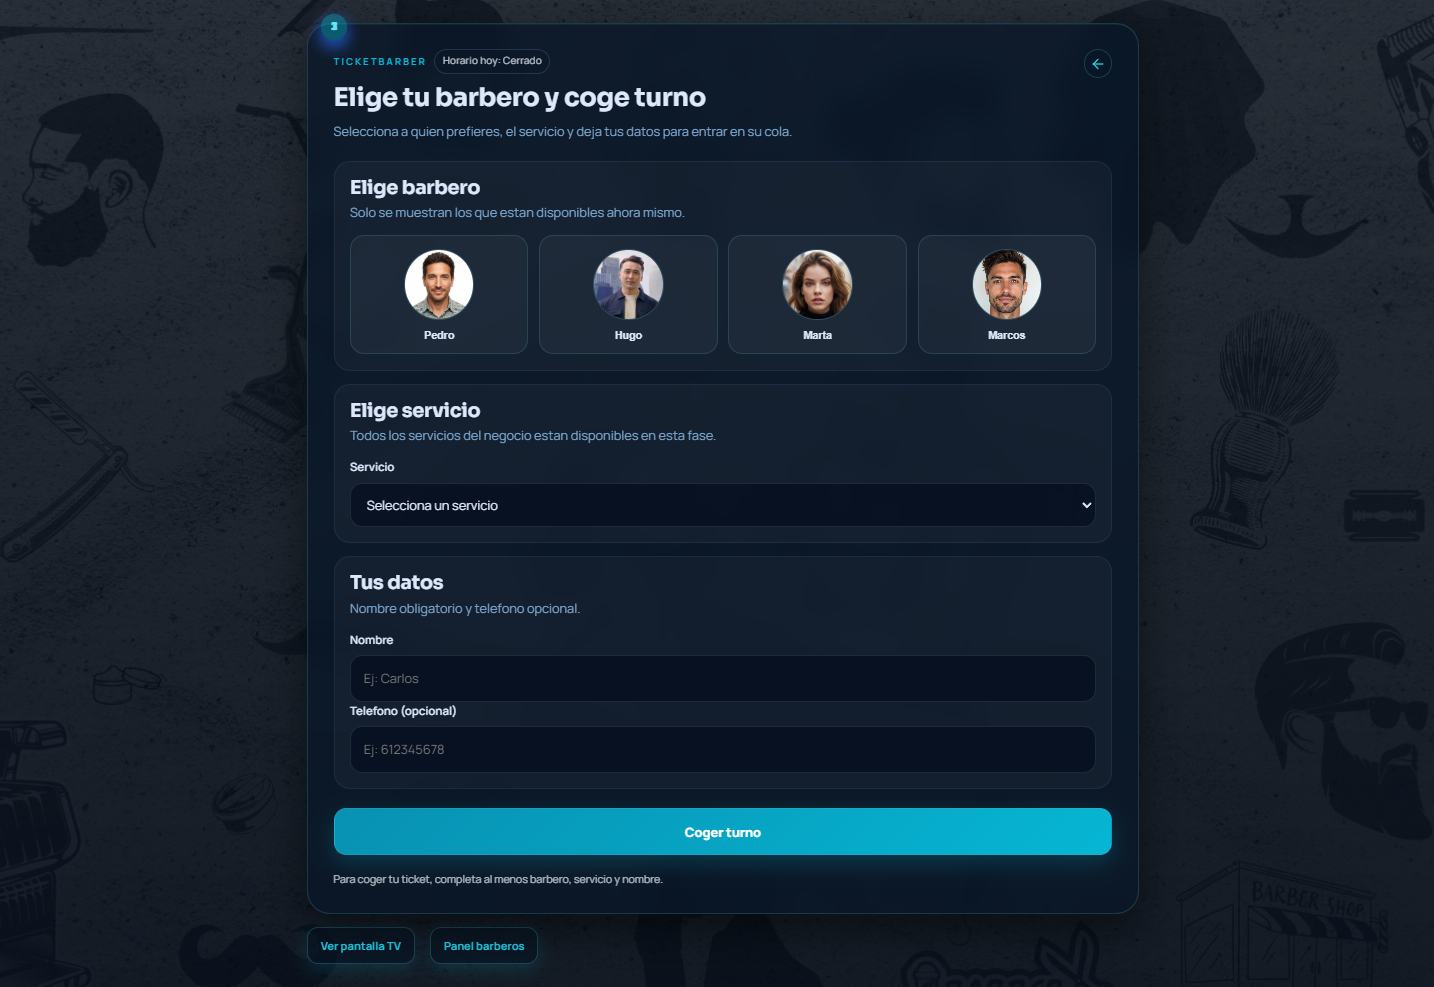 3
TICKETBARBER
Horario hoy: Cerrado
Elige tu barbero y coge turno
Selecciona a quien prefieres, el servicio y deja tus datos para entrar en su cola.
Elige barbero
Solo se muestran los que estan disponibles ahora mismo.
Pedro
Hugo
Marta
Marcos
Elige servicio
Todos los servicios del negocio estan disponibles en esta fase.
Servicio
Selecciona un servicio
Tus datos
Nombre obligatorio y telefono opcional.
Nombre
Ej: Carlos
Telefono (opcional)
Ej: 612345678
Coger turno
Para coger tu ticket, completa al menos barbero, servicio y nombre.
BARBER SHOP
Ver pantalla TV
Panel barberos
BARBER